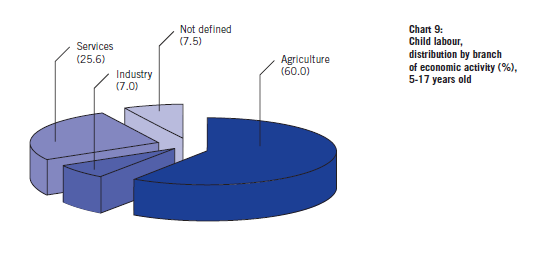 Not defined
(7.5)
Services
(25.6)
Industry
(7.0)
Agriculture
(60.0)
Chart 9:
Child labour,
distribution by branch
of economic activity (%),
5-17 years old